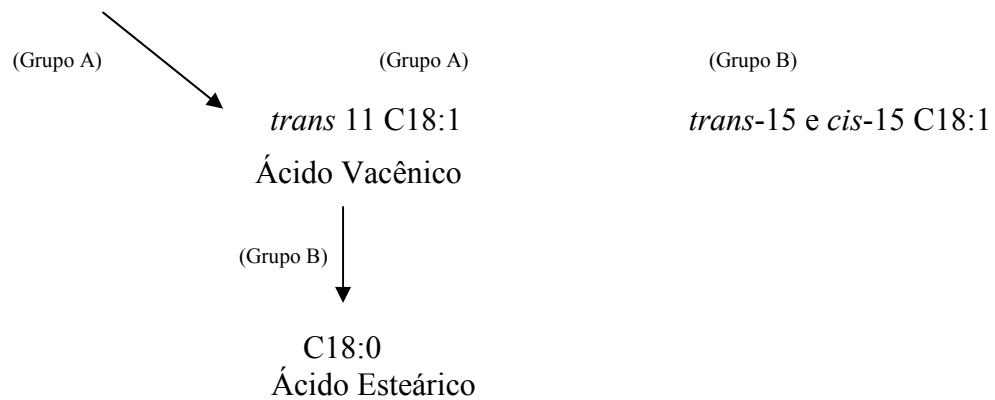 (Grupo A) (Grupo A) (Grupo B)
trans 11 C18:1 trans-15 e cis-15 C18:1
Ácido Vacênico
(Grupo B)
C18:0
Ácido Esteárico